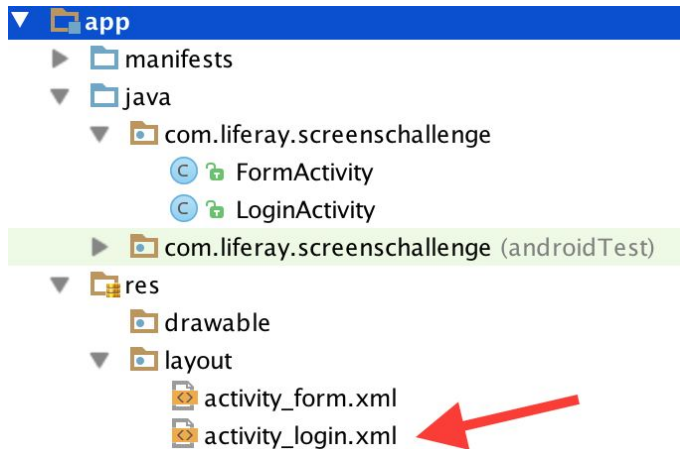 app
manifests
java
com.liferay.screenschallenge
C FormActivity
C LoginActivity
com.liferay.screenschallenge (androidTest)
res
drawable
layout
activity_form.xml
activity_login.xml